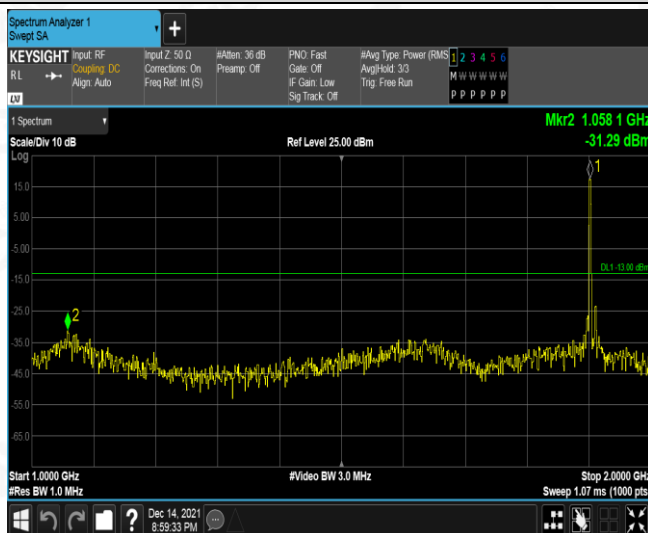 Spectrum Analyzer 1
Swept SA
KEYSIGHT
RL
LXI
Input: RF
Coupling: DC
Align: Auto
Input Z: 50 Ω
Corrections: On
Freq Ref: Int (S)
#Atten: 36 dB
Preamp: Off
PNO: Fast
Gate: Off
IF Gain: Low
Sig Track: Off
#Avg Type: Power (RMS
Avg|Hold: 3/3
Trig: Free Run
1 2 3 4 5 6
M W W W W W
P P P P P P
1 Spectrum
Mkr2 1.058 1 GHz
-31.29 dBm
Scale/Div 10 dB
Ref Level 25.00 dBm
Log
1
15.0
5.00
-5.00
DL1 -13.00 dBm
-15.0
-25.0
2
-35.0
-45.0
-55.0
-65.0
Start 1.0000 GHz
#Video BW 3.0 MHz
Stop 2.0000 GHz
#Res BW 1.0 MHz
Sweep 1.07 ms (1000 pts)
?
Dec 14, 2021
8:59:33 PM